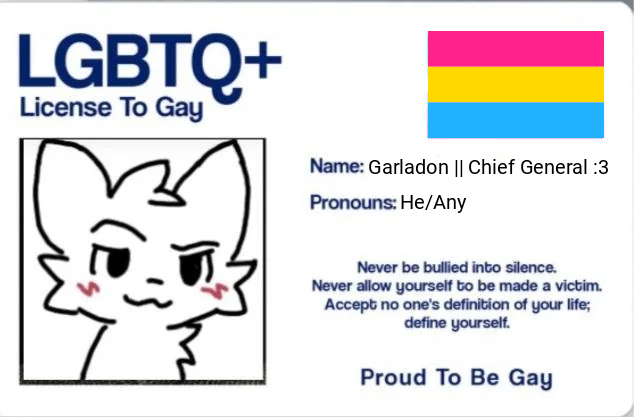 LGBTQ+
License To Gay
Name: Garladon || Chief General :3
Pronouns: He/Any
Never be bullied into silence.
Never allow yourself to be made a victim.
Accept no one's definition of your life;
define yourself.
Proud To Be Gay